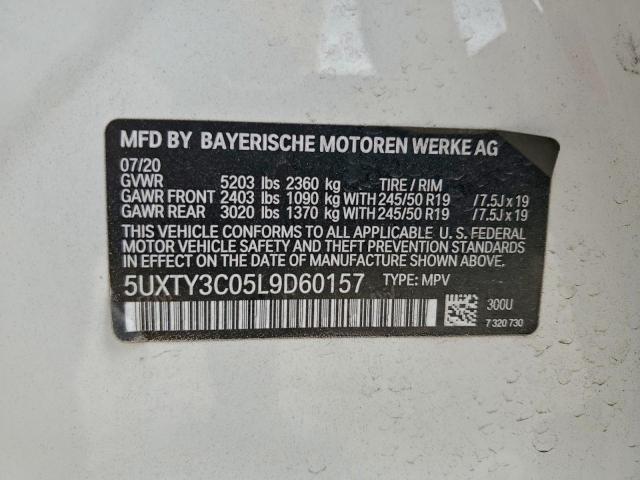 MFD BY BAYERISCHE MOTOREN WERKE AG
07/20
GVWR 5203 lbs 2360 kg TIRE / RIM
GAWR FRONT 2403 lbs 1090 kg WITH 245/50 R19 /7.5J x 19
GAWR REAR 3020 lbs 1370 kg WITH 245/50 R19 /7.5J x 19
THIS VEHICLE CONFORMS TO ALL APPLICABLE U. S. FEDERAL
MOTOR VEHICLE SAFETY AND THEFT PREVENTION STANDARDS
IN EFFECT ON THE DATE OF MANUFACTURE SHOWN ABOVE.
5UXTY3C05L9D60157 TYPE: MPV
300U
7 320 730